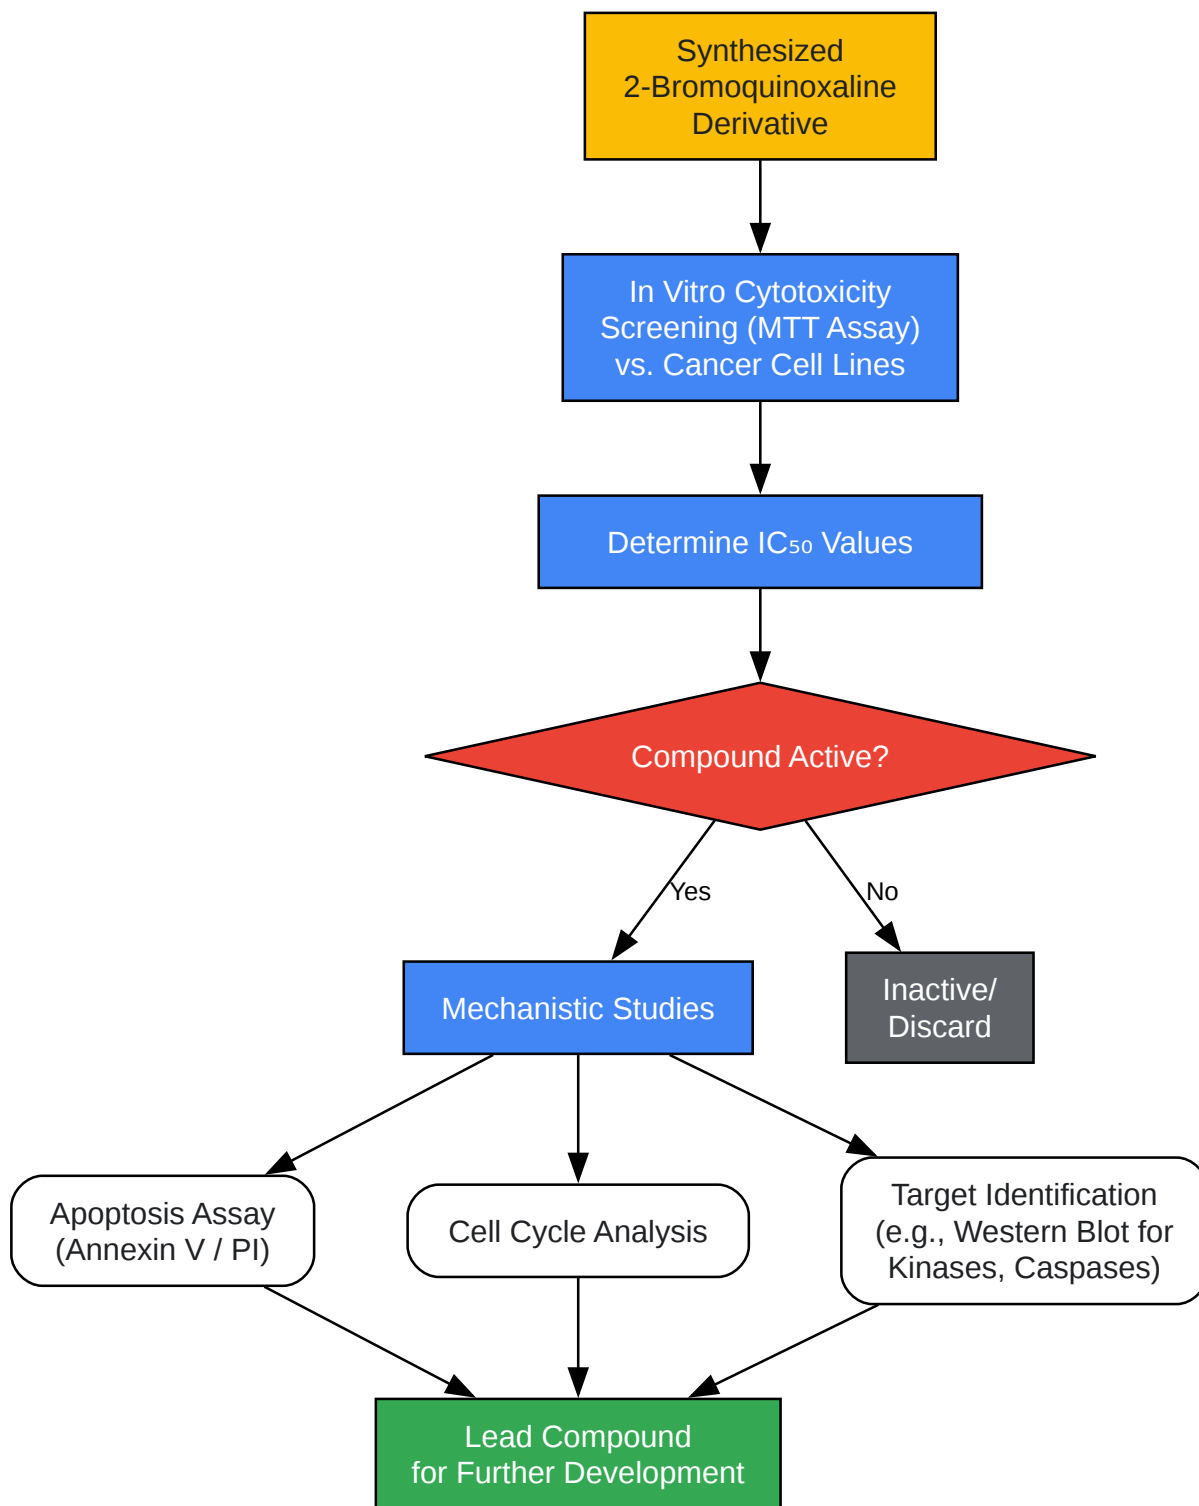 Synthesized
2-Bromoquinoxaline
Derivative
In Vitro Cytotoxicity
Screening (MTT Assay)
vs. Cancer Cell Lines
Determine IC₅₀ Values
Compound Active?
Yes
No
Mechanistic Studies
Inactive/
Discard
Apoptosis Assay
(Annexin V / PI)
Cell Cycle Analysis
Target Identification
(e.g., Western Blot for
Kinases, Caspases)
Lead Compound
for Further Development